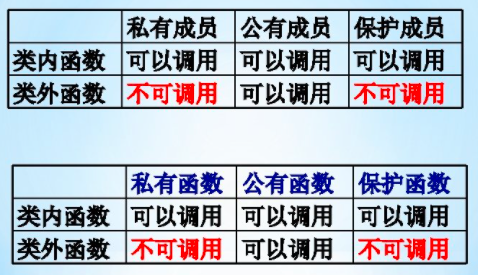 私有成员 公有成员 保护成员
类内函数 可以调用 可以调用 可以调用
类外函数 不可调用 可以调用 不可调用
私有函数 公有函数 保护函数
类内函数 可以调用 可以调用 可以调用
类外函数 不可调用 可以调用 不可调用